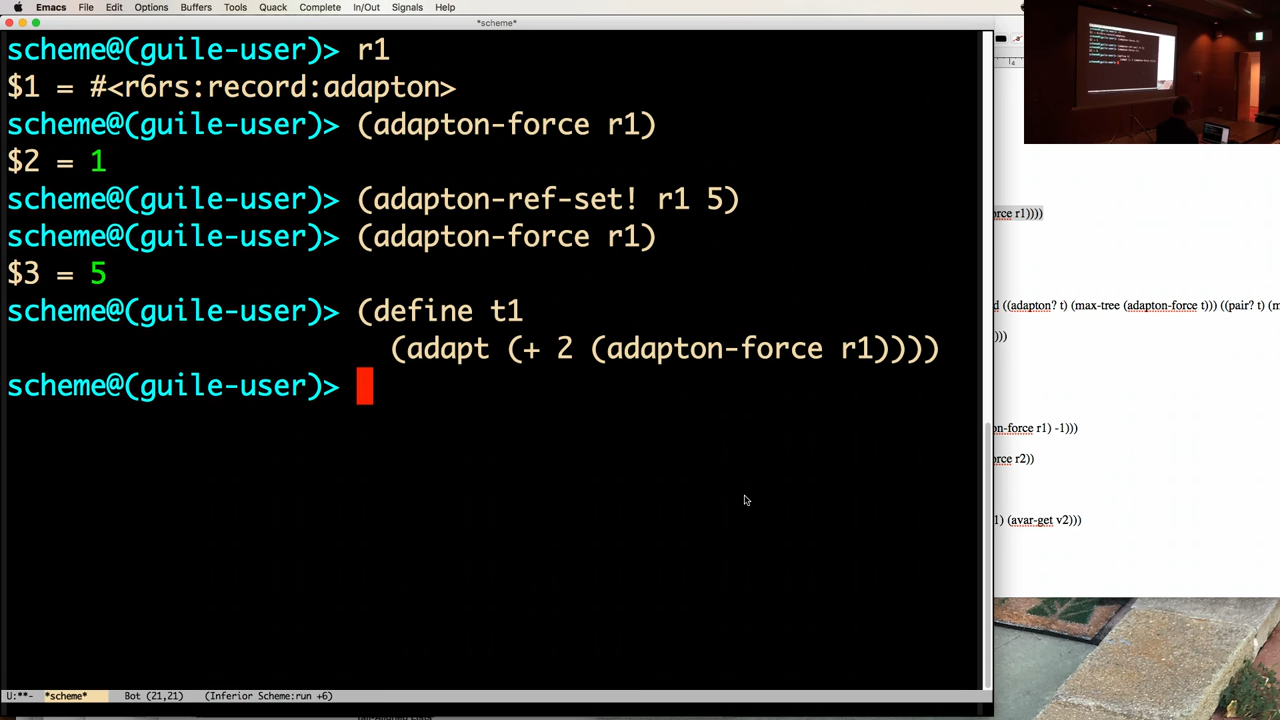 Emacs File Edit Options Buffers Tools Quack Complete In/Out Signals Help
*scheme*
scheme@(guile-user)> r1
$1 = #<r6rs:record:adapton>
scheme@(guile-user)> (adapton-force r1)
$2 = 1
scheme@(guile-user)> (adapton-ref-set! r1 5)
scheme@(guile-user)> (adapton-force r1)
$3 = 5
scheme@(guile-user)> (define t1
(adapt (+ 2 (adapton-force r1))))
scheme@(guile-user)>
U:**- *scheme* Bot (21,21) (Inferior Scheme:run +6)
orce r1))))
d ((adapton? t) (max-tree (adapton-force t))) ((pair? t) (m
))))
on-force r1) -1)))
orce r2))
1) (avar-get v2)))